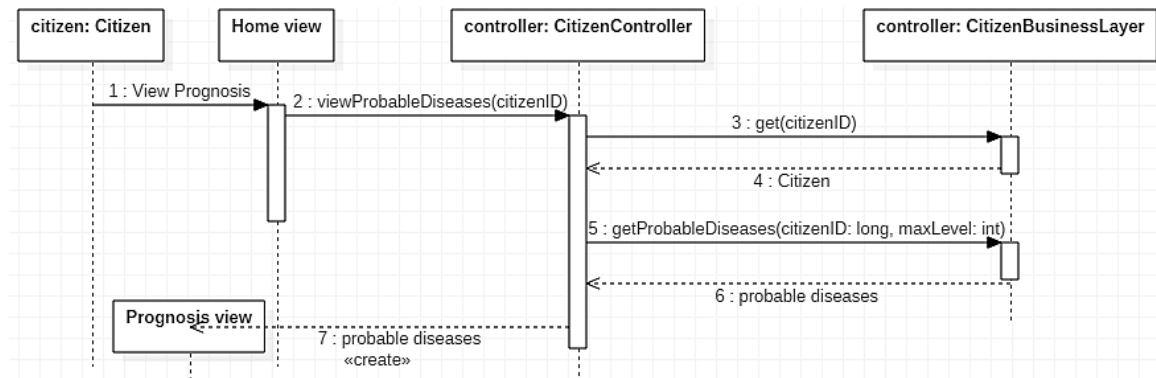 citizen: Citizen
Home view
controller: CitizenController
controller: CitizenBusinessLayer
1 : View Prognosis
2 : viewProbableDiseases(citizenID)
3 : get(citizenID)
4 : Citizen
5 : getProbableDiseases(citizenID: long, maxLevel: int)
6 : probable diseases
Prognosis view
7 : probable diseases
«create»